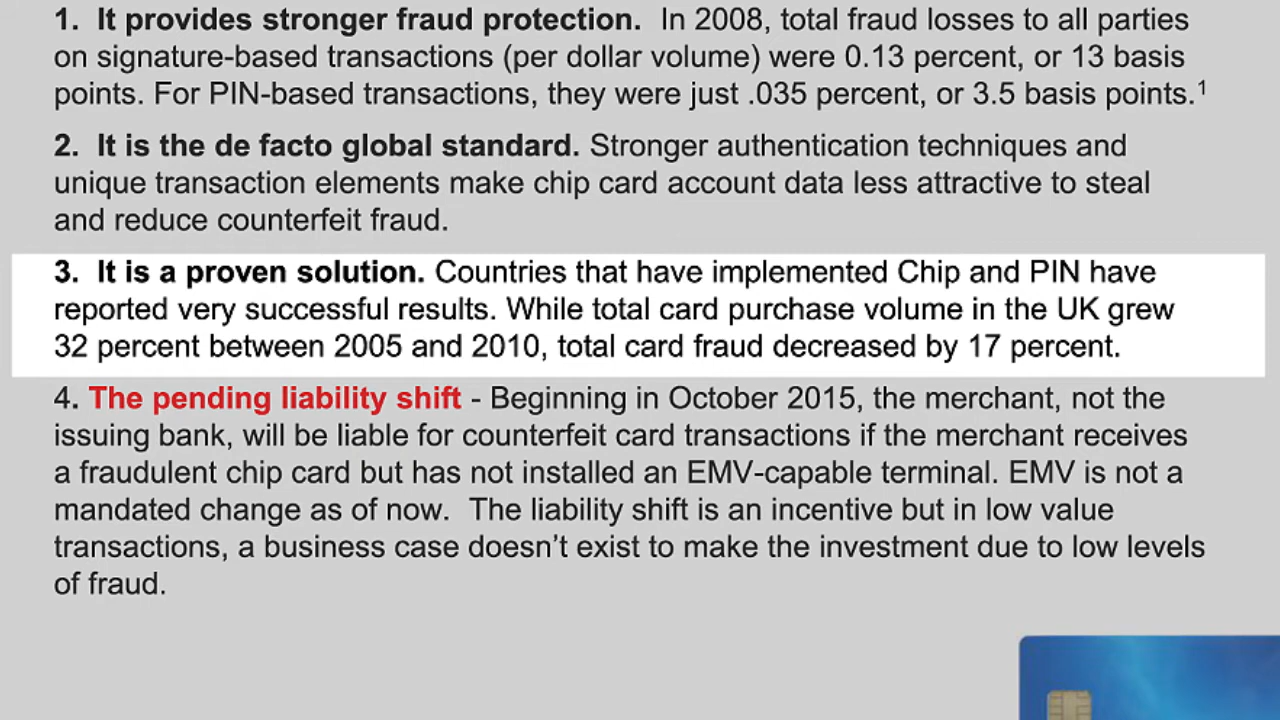 1.  It provides stronger fraud protection.  In 2008, total fraud losses to all parties
on signature-based transactions (per dollar volume) were 0.13 percent, or 13 basis
points. For PIN-based transactions, they were just .035 percent, or 3.5 basis points.¹
2.  It is the de facto global standard. Stronger authentication techniques and
unique transaction elements make chip card account data less attractive to steal
and reduce counterfeit fraud.
3.  It is a proven solution. Countries that have implemented Chip and PIN have
reported very successful results. While total card purchase volume in the UK grew
32 percent between 2005 and 2010, total card fraud decreased by 17 percent.
4. The pending liability shift - Beginning in October 2015, the merchant, not the
issuing bank, will be liable for counterfeit card transactions if the merchant receives
a fraudulent chip card but has not installed an EMV-capable terminal. EMV is not a
mandated change as of now.  The liability shift is an incentive but in low value
transactions, a business case doesn’t exist to make the investment due to low levels
of fraud.